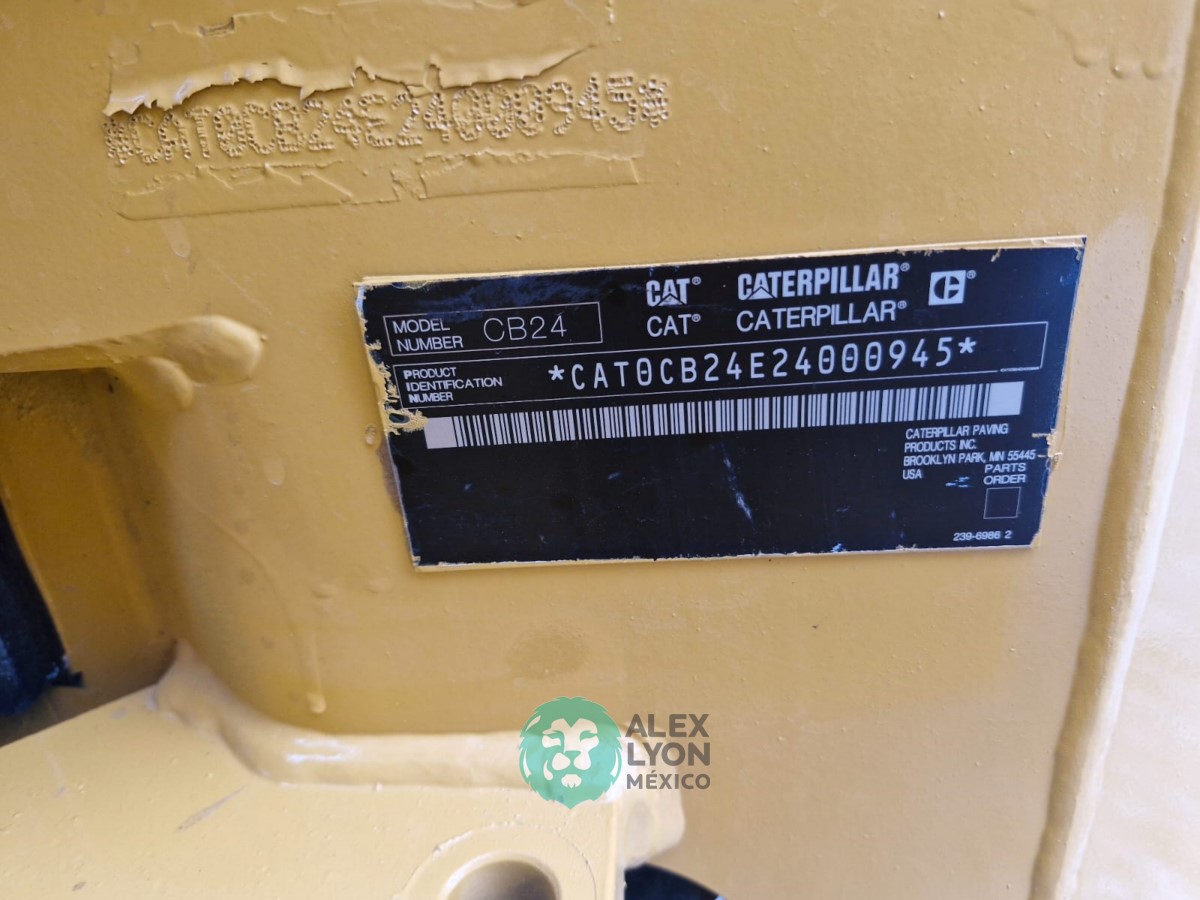 *CAT0CB24E24000945*
CAT® CATERPILLAR® ®
CAT® CATERPILLAR®
MODEL NUMBER CB24
PRODUCT
IDENTIFICATION
NUMBER
*CAT0CB24E24000945*
CATERPILLAR PAVING
PRODUCTS INC.
BROOKLYN PARK, MN 55445
USA
PARTS
ORDER
239-6986 2
ALEX
LYON
MÉXICO